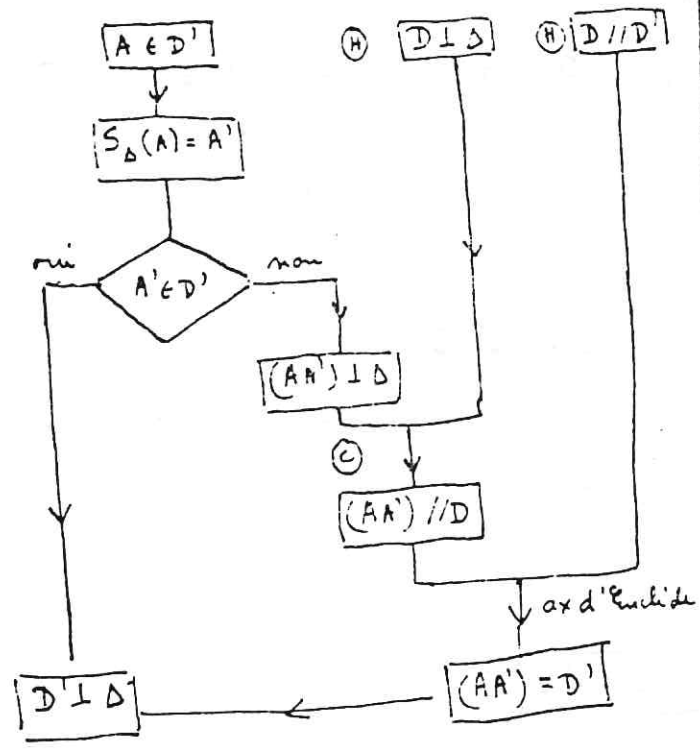 A ∈ D'
Ⓗ D ⊥ Δ
Ⓗ D // D'
S_Δ(A) = A'
oui
A' ∈ D'
non
(AA') ⊥ Δ
Ⓒ
(AA') // D
ax d'Euclide
(AA') = D'
D' ⊥ Δ